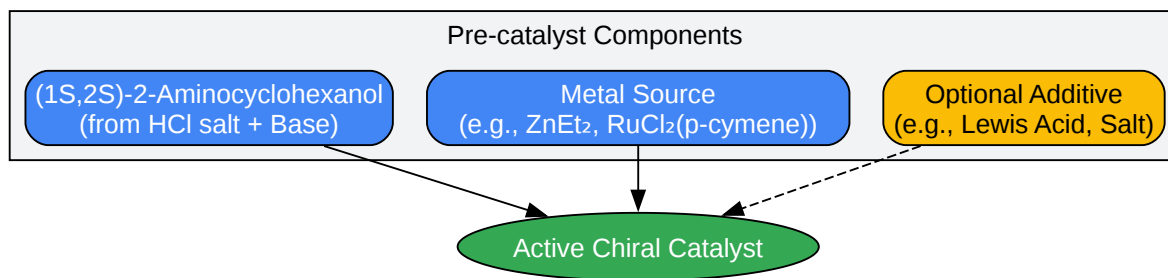 Pre-catalyst Components
(1S,2S)-2-Aminocyclohexanol
(from HCl salt + Base)
Metal Source
(e.g., ZnEt₂, RuCl₂(p-cymene))
Optional Additive
(e.g., Lewis Acid, Salt)
Active Chiral Catalyst